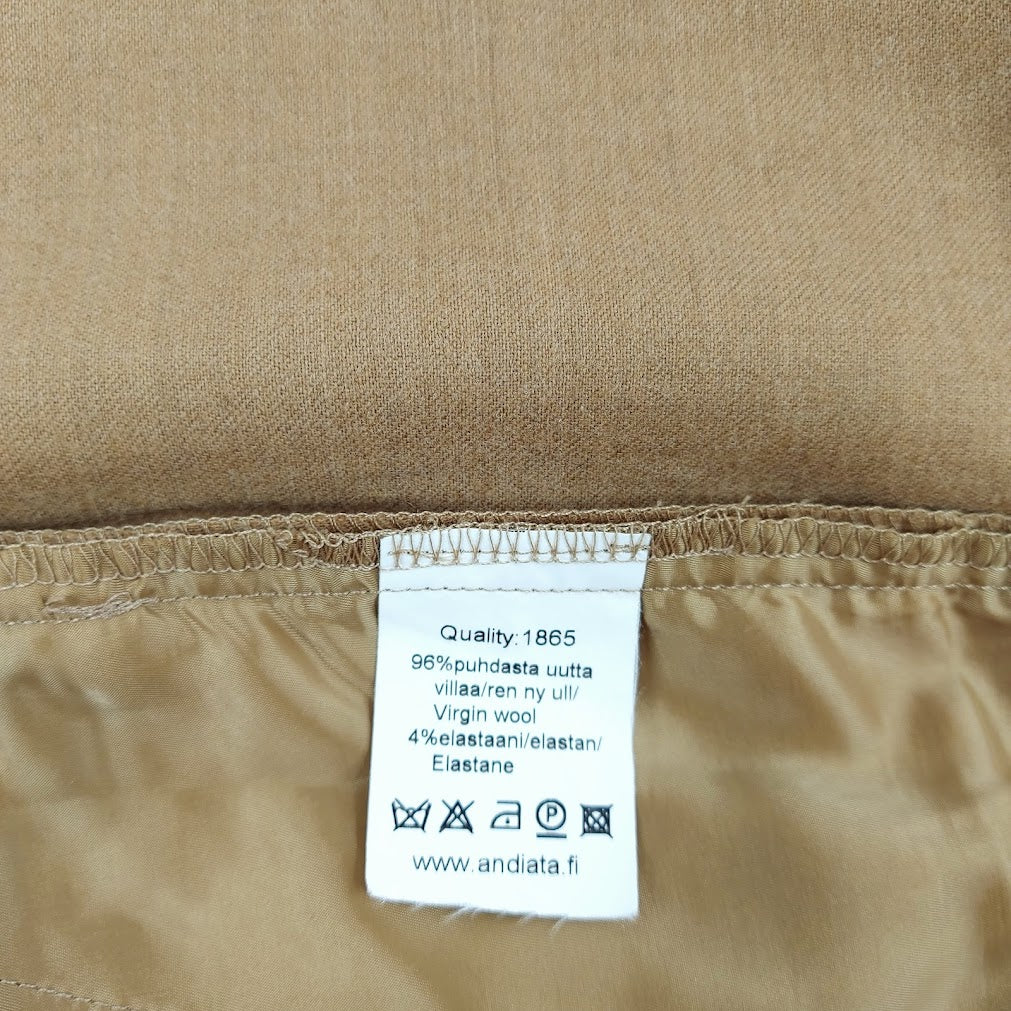 Quality: 1865
96%puhdasta uutta
villaa/ren ny ull/
Virgin wool
4%elastaani/elastan/
Elastane
P
www.andiata.fi